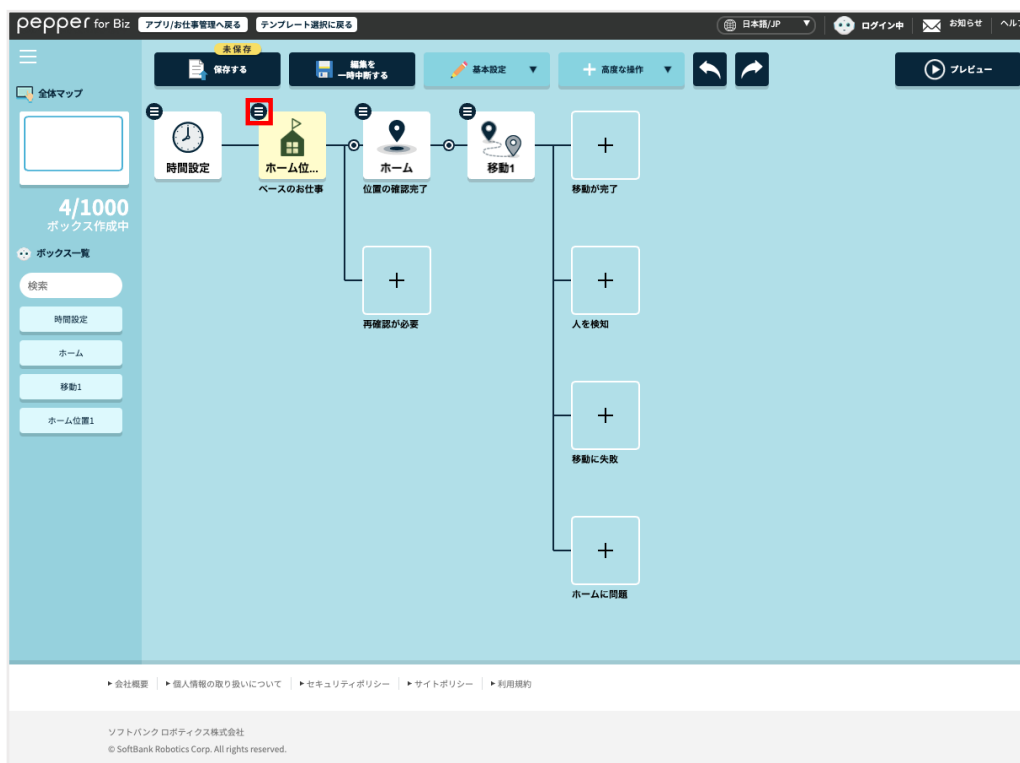 pepper for Biz アプリ/お仕事管理へ戻る テンプレート選択に戻る 日本語/JP ▼ ログイン中 お知らせ
未保存
保存する 編集を一時中断する 基本設定 ▼ 高度な操作 ▼ プレビュー
全体マップ
4/1000
ボックス作成中
ボックス一覧
検索
時間設定
ホーム
移動1
ホーム位置1
時間設定 ホーム位... ホーム 移動1
ベースのお仕事 位置の確認完了 移動が完了
再確認が必要 人を検知
移動に失敗
ホームに問題
会社概要 個人情報の取り扱いについて セキュリティポリシー サイトポリシー 利用規約
ソフトバンク ロボティクス株式会社
© SoftBank Robotics Corp. All rights reserved.